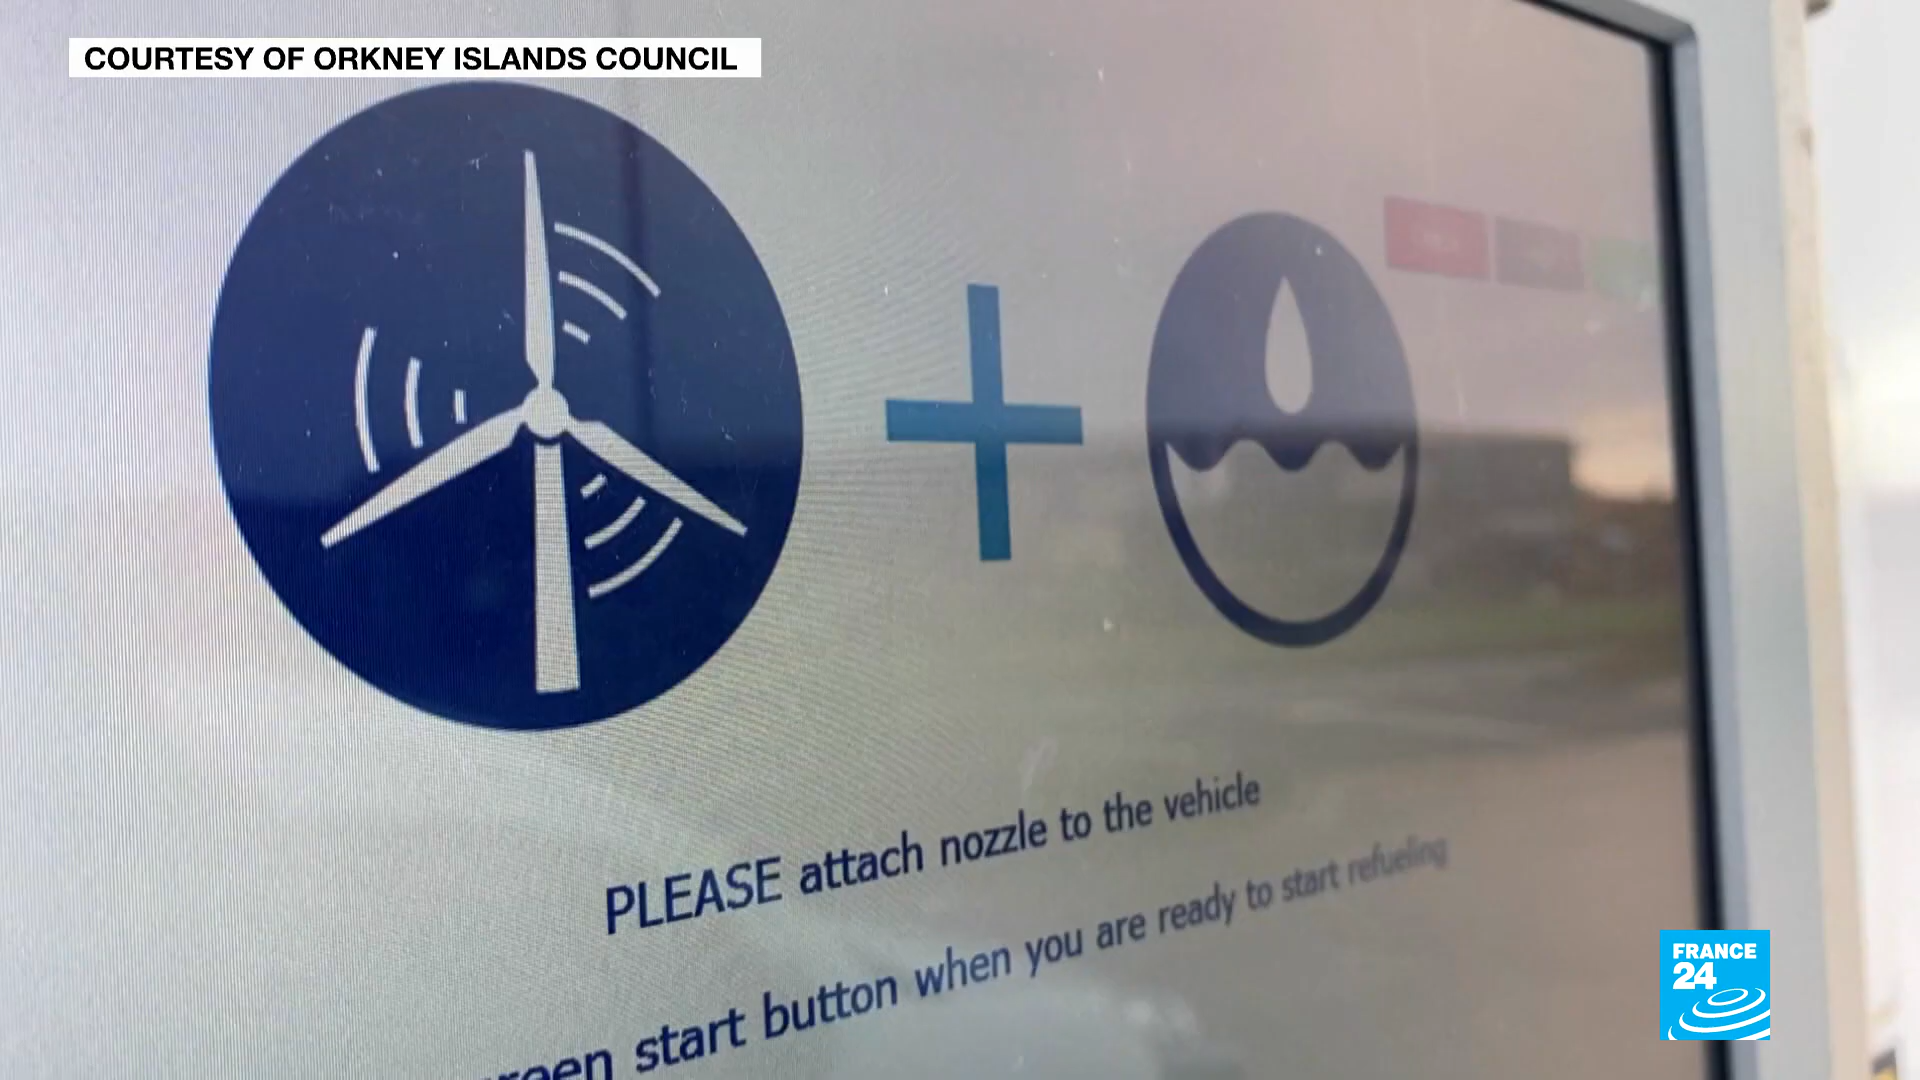 COURTESY OF ORKNEY ISLANDS COUNCIL
PLEASE attach nozzle to the vehicle
start button when you are ready to start refueling
FRANCE
24